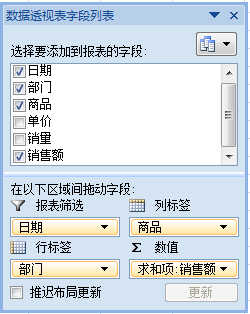 数据透视表字段列表
选择要添加到报表的字段:
日期
部门
商品
单价
销量
销售额
在以下区域间拖动字段:
报表筛选
列标签
日期
商品
行标签
Σ 数值
部门
求和项:销售额
推迟布局更新
更新